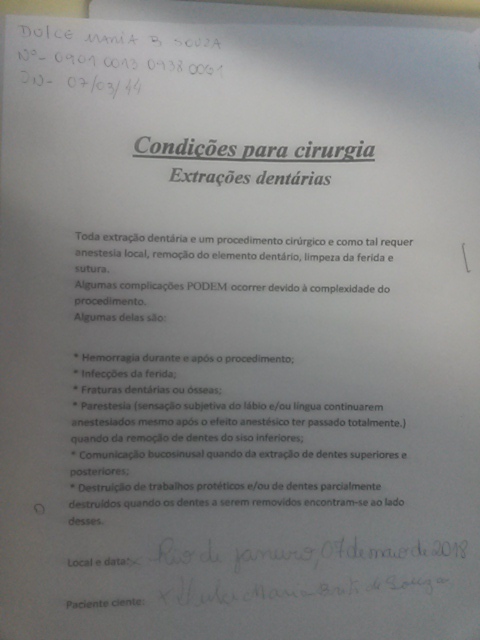 DULCE MARIA B SOUZA
Nº- 0901 0013 0938 0051
DN- 07/03/44
Condições para cirurgia
Extrações dentárias
Toda extração dentária e um procedimento cirúrgico e como tal requer
anestesia local, remoção do elemento dentário, limpeza da ferida e
sutura.
Algumas complicações PODEM ocorrer devido à complexidade do
procedimento.
Algumas delas são:
* Hemorragia durante e após o procedimento;
* Infecções da ferida;
* Fraturas dentárias ou ósseas;
* Parestesia (sensação subjetiva do lábio e/ou língua continuarem
anestesiados mesmo após o efeito anestésico ter passado totalmente.)
quando da remoção de dentes do siso inferiores;
* Comunicação bucosinusal quando da extração de dentes superiores e
posteriores;
* Destruição de trabalhos protéticos e/ou de dentes parcialmente
destruídos quando os dentes a serem removidos encontram-se ao lado
desses.
Local e data: Rio de janeiro, 07 de maio de 2018
Paciente ciente: x Dulce Maria de Souza